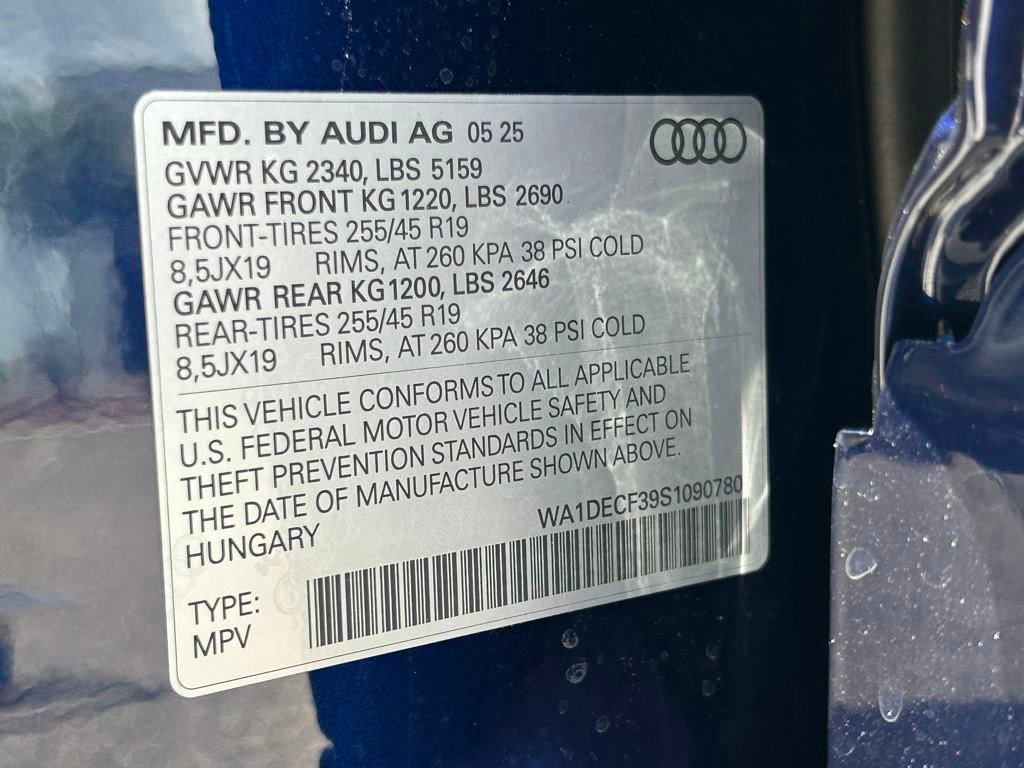 MFD. BY AUDI AG 05 25
GVWR KG 2340, LBS 5159
GAWR FRONT KG 1220, LBS 2690
FRONT-TIRES 255/45 R19
8,5JX19 RIMS, AT 260 KPA 38 PSI COLD
GAWR REAR KG1200, LBS 2646
REAR-TIRES 255/45 R19
8,5JX19 RIMS, AT 260 KPA 38 PSI COLD
THIS VEHICLE CONFORMS TO ALL APPLICABLE
U.S. FEDERAL MOTOR VEHICLE SAFETY AND
THEFT PREVENTION STANDARDS IN EFFECT ON
THE DATE OF MANUFACTURE SHOWN ABOVE.
HUNGARY WA1DECF39S1090780
TYPE:
MPV